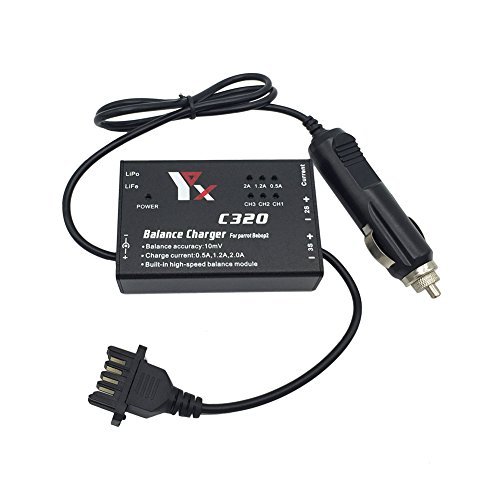 LiPo
LiFe
POWER
Yx
2A 1.2A 0.5A
CH3 CH2 CH1
Current
C320
Balance Charger For parrot Bebop2
• Balance accuracy:10mV
• Charge current:0.5A,1.2A,2.0A
• Built-in high-speed balance module
− 2S +
− 3S +
+ −